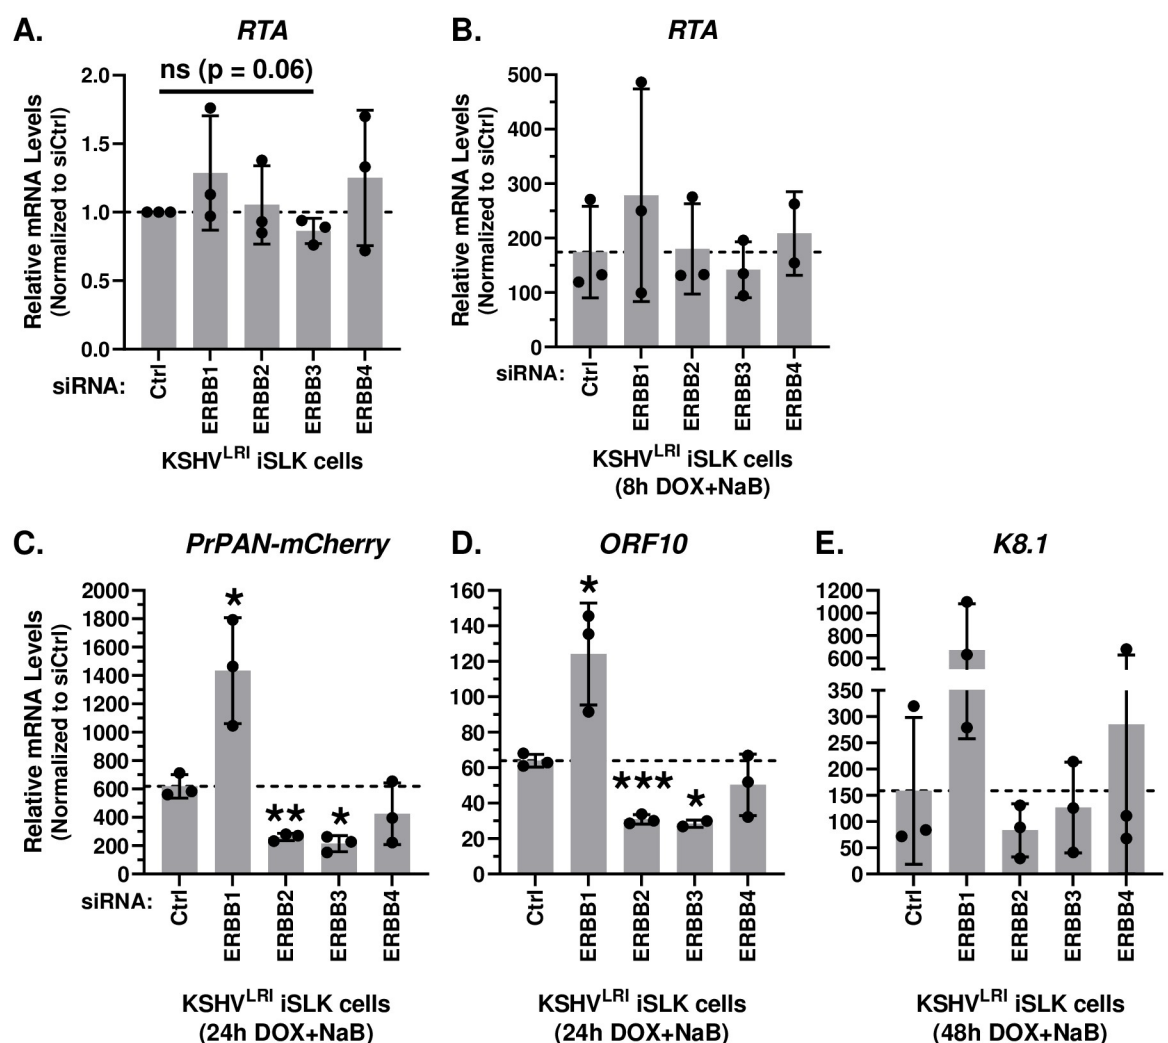 A.
RTA
ns (p = 0.06)
Relative mRNA Levels
(Normalized to siCtrl)
2.0
1.5
1.0
0.5
0.0
siRNA:
Ctrl
ERBB1
ERBB2
ERBB3
ERBB4
KSHVLRI iSLK cells
B.
RTA
Relative mRNA Levels
(Normalized to siCtrl)
500
400
300
200
100
0
siRNA:
Ctrl
ERBB1
ERBB2
ERBB3
ERBB4
KSHVLRI iSLK cells
(8h DOX+NaB)
C.
PrPAN-mCherry
Relative mRNA Levels
(Normalized to siCtrl)
2000
1800
1600
1400
1200
1000
800
600
400
200
0
*
**
*
siRNA:
Ctrl
ERBB1
ERBB2
ERBB3
ERBB4
KSHVLRI iSLK cells
(24h DOX+NaB)
D.
ORF10
160
140
120
100
80
60
40
20
0
*
***
*
Ctrl
ERBB1
ERBB2
ERBB3
ERBB4
KSHVLRI iSLK cells
(24h DOX+NaB)
E.
K8.1
1200
1000
800
600
350
300
250
200
150
100
50
0
Ctrl
ERBB1
ERBB2
ERBB3
ERBB4
KSHVLRI iSLK cells
(48h DOX+NaB)